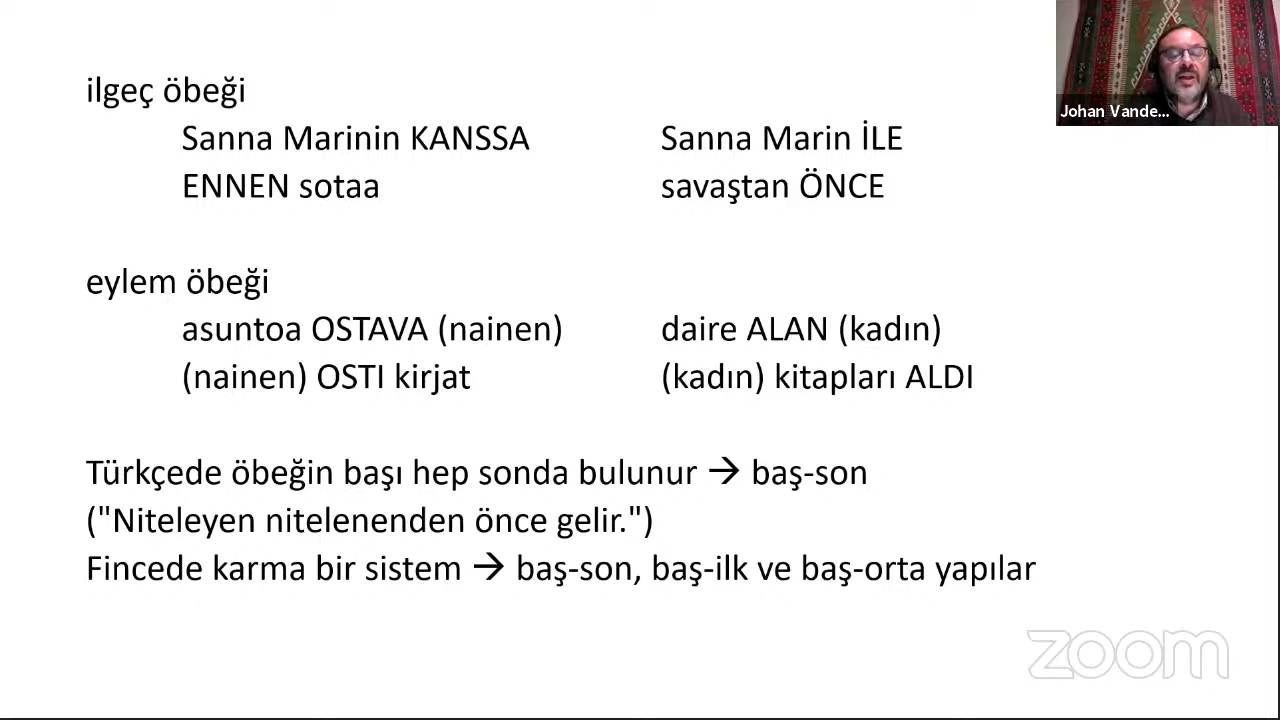 ilgeç öbeği
Sanna Marinin KANSSA Sanna Marin İLE
ENNEN sotaa savaştan ÖNCE
eylem öbeği
asuntoa OSTAVA (nainen) daire ALAN (kadın)
(nainen) OSTI kirjat (kadın) kitapları ALDI
Türkçede öbeğin başı hep sonda bulunur → baş-son
("Niteleyen nitelenenden önce gelir.")
Fincede karma bir sistem → baş-son, baş-ilk ve baş-orta yapılar
Johan Vande...
zoom